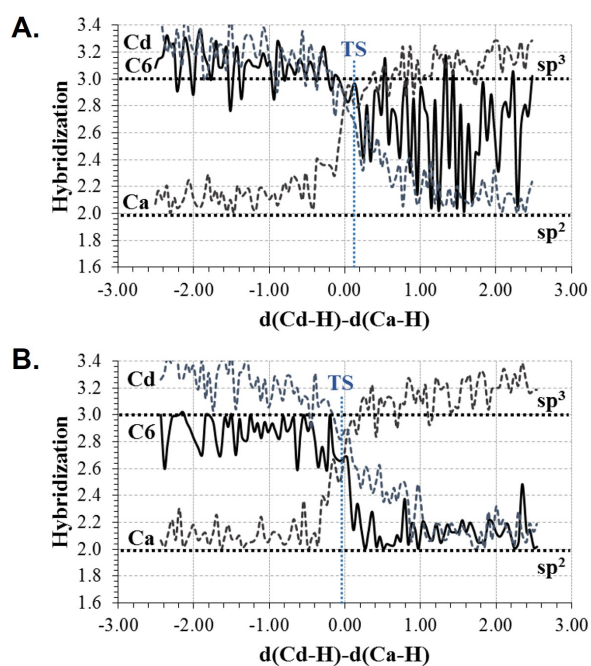 A.
3.4
3.2
3.0
2.8
2.6
2.4
2.2
2.0
1.8
1.6
Hybridization
Cd
C6
Ca
TS
sp3
sp2
-3.00 -2.00 -1.00 0.00 1.00 2.00 3.00
d(Cd-H)-d(Ca-H)
B.
3.4
3.2
3.0
2.8
2.6
2.4
2.2
2.0
1.8
1.6
Hybridization
Cd
C6
Ca
TS
sp3
sp2
-3.00 -2.00 -1.00 0.00 1.00 2.00 3.00
d(Cd-H)-d(Ca-H)